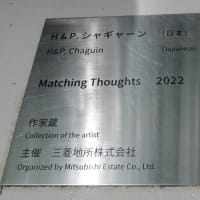 H&P.シャギャーン (日本)
H&P. Chaguin (Japanese)
Matching Thoughts 2022
作家蔵
Collection of the artist
主催 三菱地所株式会社
Organized by Mitsubishi Estate Co., Ltd.